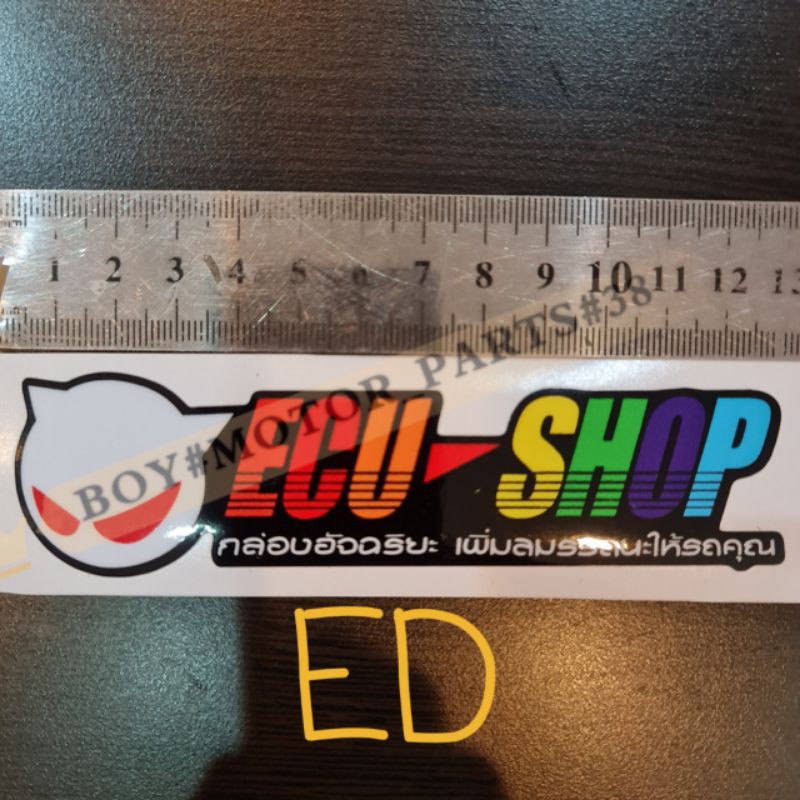 1 2 3 4 5 6 7 8 9 10 11 12 13
BOY#MOTOR_PARTS#38
ECU-SHOP
กล่องอัจฉริยะ เพิ่มสมรรถนะให้รถคุณ
ED